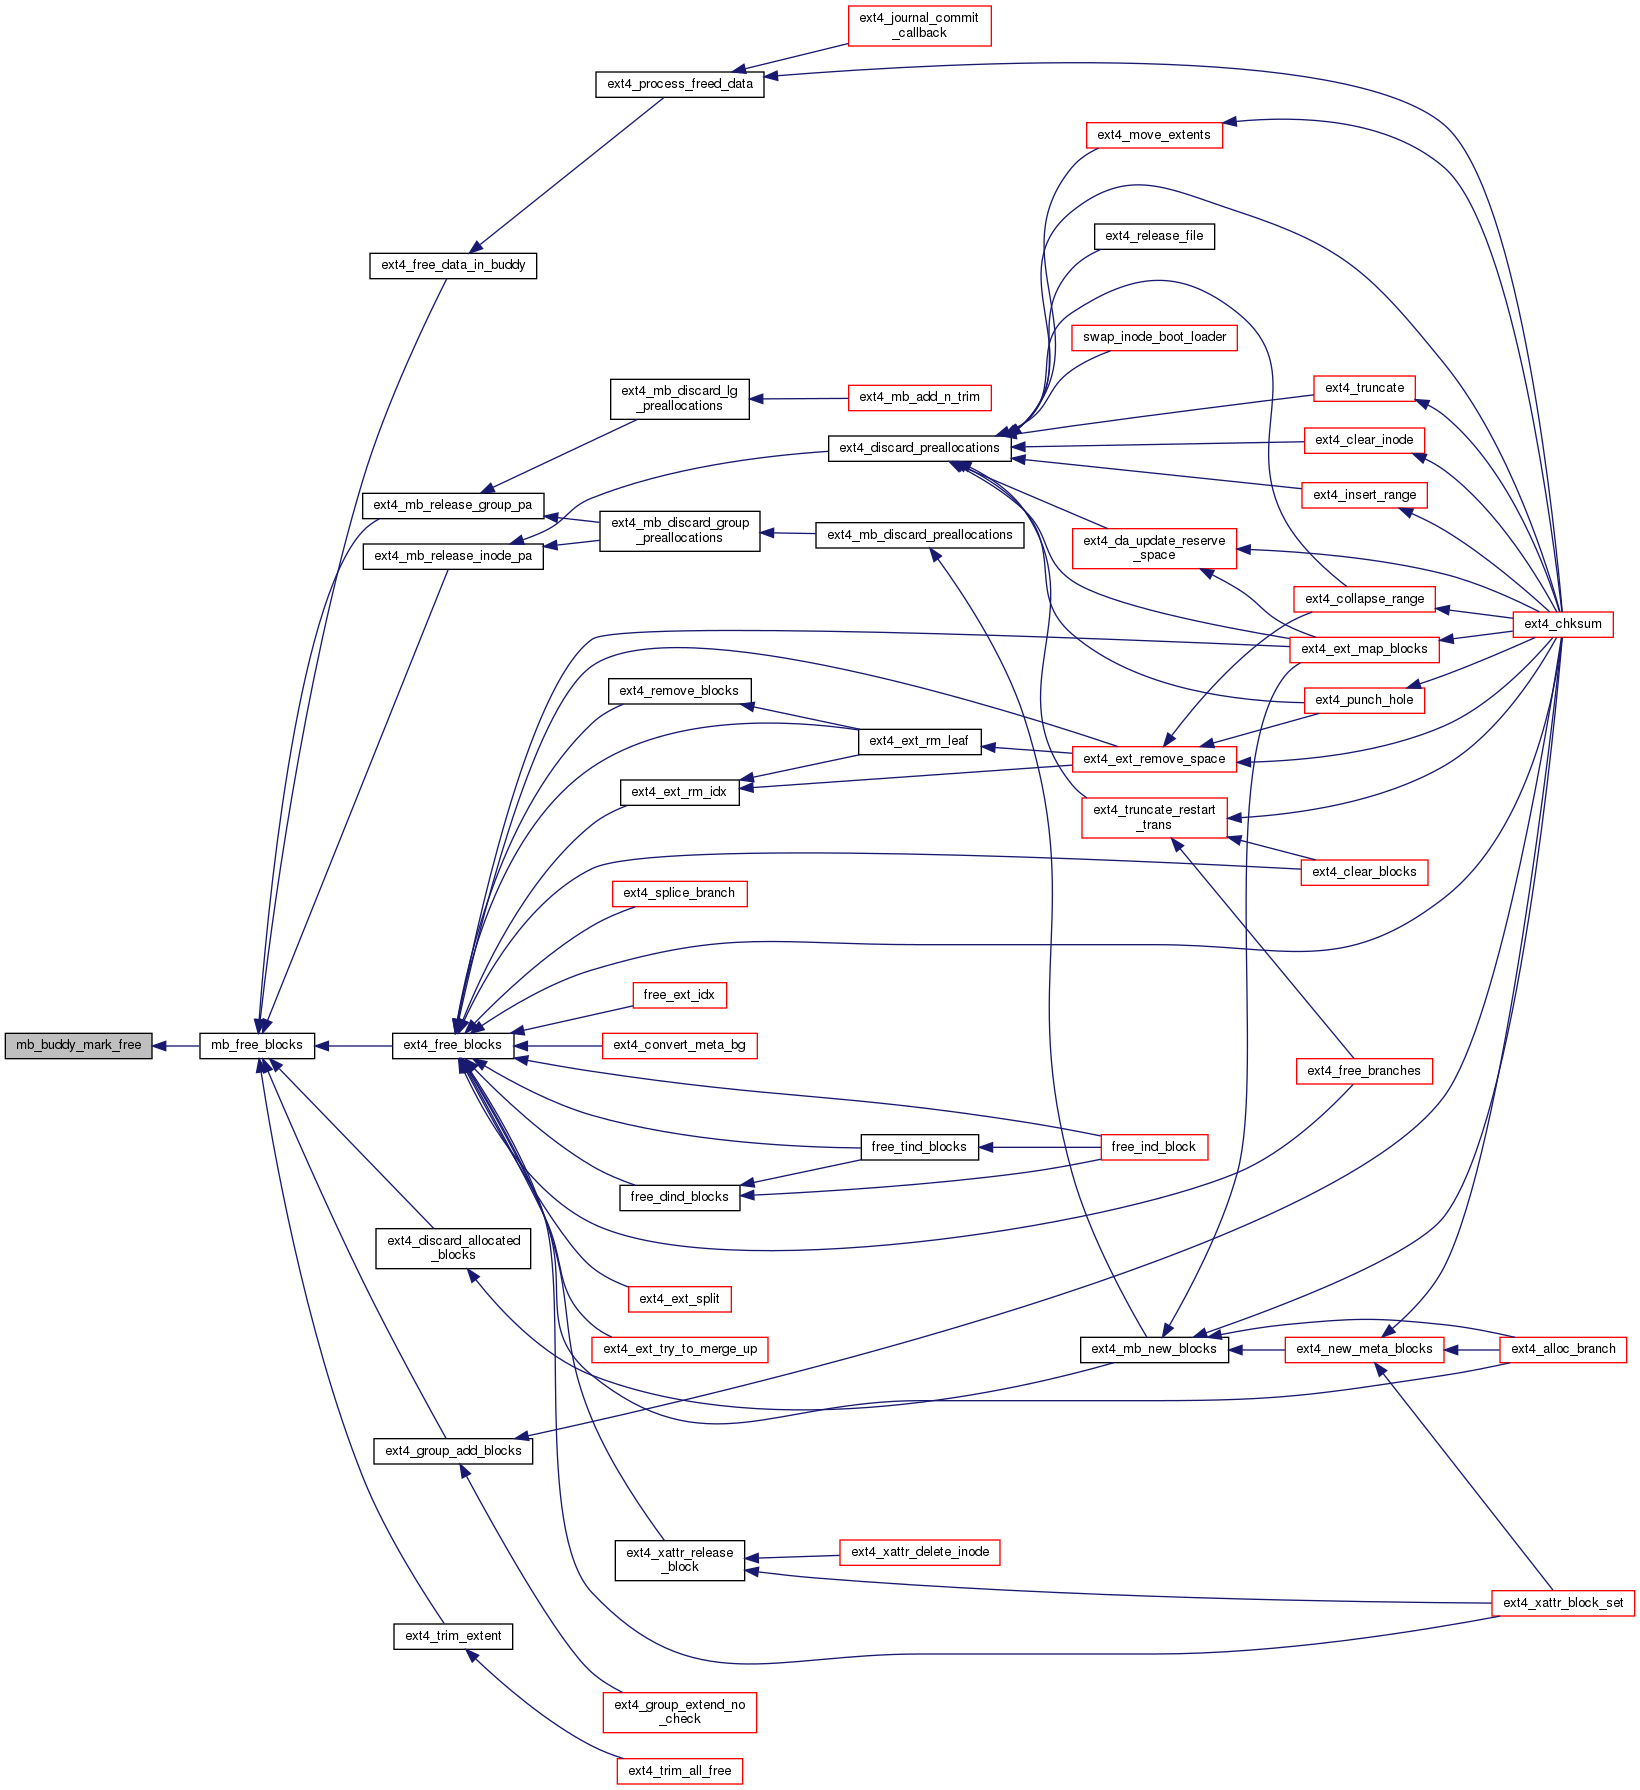 ext4_journal_commit
_callback
ext4_process_freed_data
ext4_move_extents
ext4_release_file
ext4_free_data_in_buddy
swap_inode_boot_loader
ext4_mb_discard_lg
_preallocations
ext4_mb_add_n_trim
ext4_truncate
ext4_discard_preallocations
ext4_clear_inode
ext4_mb_release_group_pa
ext4_insert_range
ext4_mb_discard_group
_preallocations
ext4_mb_discard_preallocations
ext4_da_update_reserve
_space
ext4_mb_release_inode_pa
ext4_collapse_range
ext4_chksum
ext4_ext_map_blocks
ext4_remove_blocks
ext4_punch_hole
ext4_ext_rm_leaf
ext4_ext_remove_space
ext4_ext_rm_idx
ext4_truncate_restart
_trans
ext4_clear_blocks
ext4_splice_branch
free_ext_idx
mb_buddy_mark_free
mb_free_blocks
ext4_free_blocks
ext4_convert_meta_bg
ext4_free_branches
free_tind_blocks
free_ind_block
free_dind_blocks
ext4_discard_allocated
_blocks
ext4_ext_split
ext4_ext_try_to_merge_up
ext4_mb_new_blocks
ext4_new_meta_blocks
ext4_alloc_branch
ext4_group_add_blocks
ext4_xattr_release
_block
ext4_xattr_delete_inode
ext4_xattr_block_set
ext4_trim_extent
ext4_group_extend_no
_check
ext4_trim_all_free